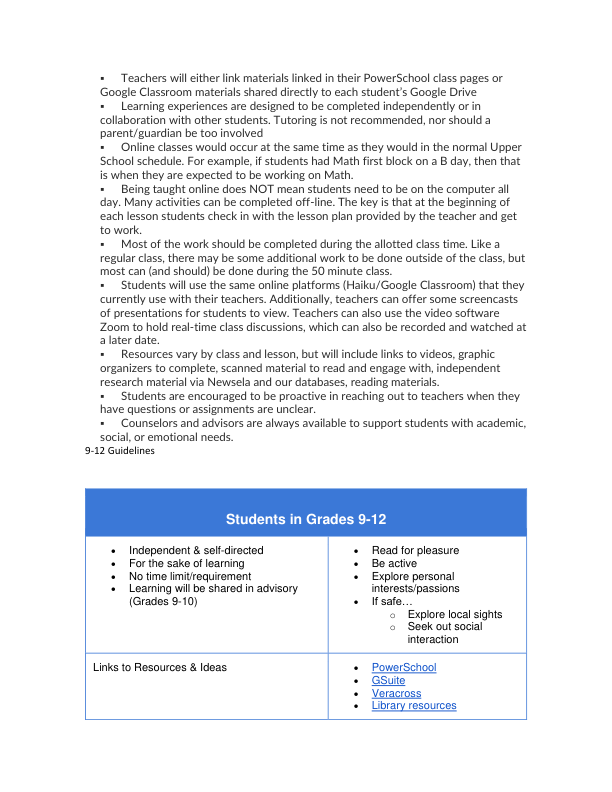 ▪ Teachers will either link materials linked in their PowerSchool class pages or
Google Classroom materials shared directly to each student's Google Drive
▪ Learning experiences are designed to be completed independently or in
collaboration with other students. Tutoring is not recommended, nor should a
parent/guardian be too involved
▪ Online classes would occur at the same time as they would in the normal Upper
School schedule. For example, if students had Math first block on a B day, then that
is when they are expected to be working on Math.
▪ Being taught online does NOT mean students need to be on the computer all
day. Many activities can be completed off-line. The key is that at the beginning of
each lesson students check in with the lesson plan provided by the teacher and get
to work.
▪ Most of the work should be completed during the allotted class time. Like a
regular class, there may be some additional work to be done outside of the class, but
most can (and should) be done during the 50 minute class.
▪ Students will use the same online platforms (Haiku/Google Classroom) that they
currently use with their teachers. Additionally, teachers can offer some screencasts
of presentations for students to view. Teachers can also use the video software
Zoom to hold real-time class discussions, which can also be recorded and watched at
a later date.
▪ Resources vary by class and lesson, but will include links to videos, graphic
organizers to complete, scanned material to read and engage with, independent
research material via Newsela and our databases, reading materials.
▪ Students are encouraged to be proactive in reaching out to teachers when they
have questions or assignments are unclear.
▪ Counselors and advisors are always available to support students with academic,
social, or emotional needs.
9-12 Guidelines
Students in Grades 9-12
• Independent & self-directed
• For the sake of learning
• No time limit/requirement
• Learning will be shared in advisory
(Grades 9-10)
• Read for pleasure
• Be active
• Explore personal
interests/passions
• If safe…
o Explore local sights
o Seek out social
interaction
Links to Resources & Ideas
• PowerSchool
• GSuite
• Veracross
• Library resources